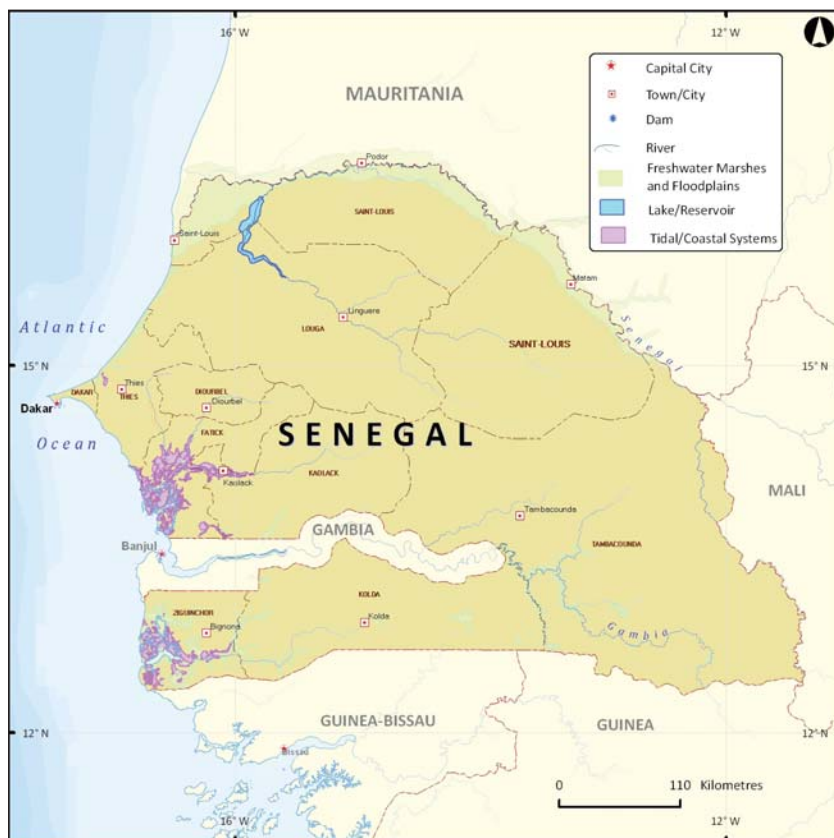 16° W
12° W
MAURITANIA
Capital City
Town/City
Dam
River
Freshwater Marshes
and Floodplains
Lake/Reservoir
Tidal/Coastal Systems
Podor
SAINT-LOUIS
Saint-Louis
Matam
Linguere
Senegal
Atlantic
LOUGA
SAINT-LOUIS
15° N
15° N
Thies
DAKAR
THIES
DIOURBEL
Diourbel
Dakar
Ocean
FATICK
SENEGAL
Kaolack
KAOLACK
MALI
Tambacounda
GAMBIA
Banjul
TAMBACOUNDA
ZIGUINCHOR
KOLDA
Bignona
Kolda
Gambia
GUINEA-BISSAU
GUINEA
12° N
12° N
Bissau
0 110 Kilometres
16° W
12° W